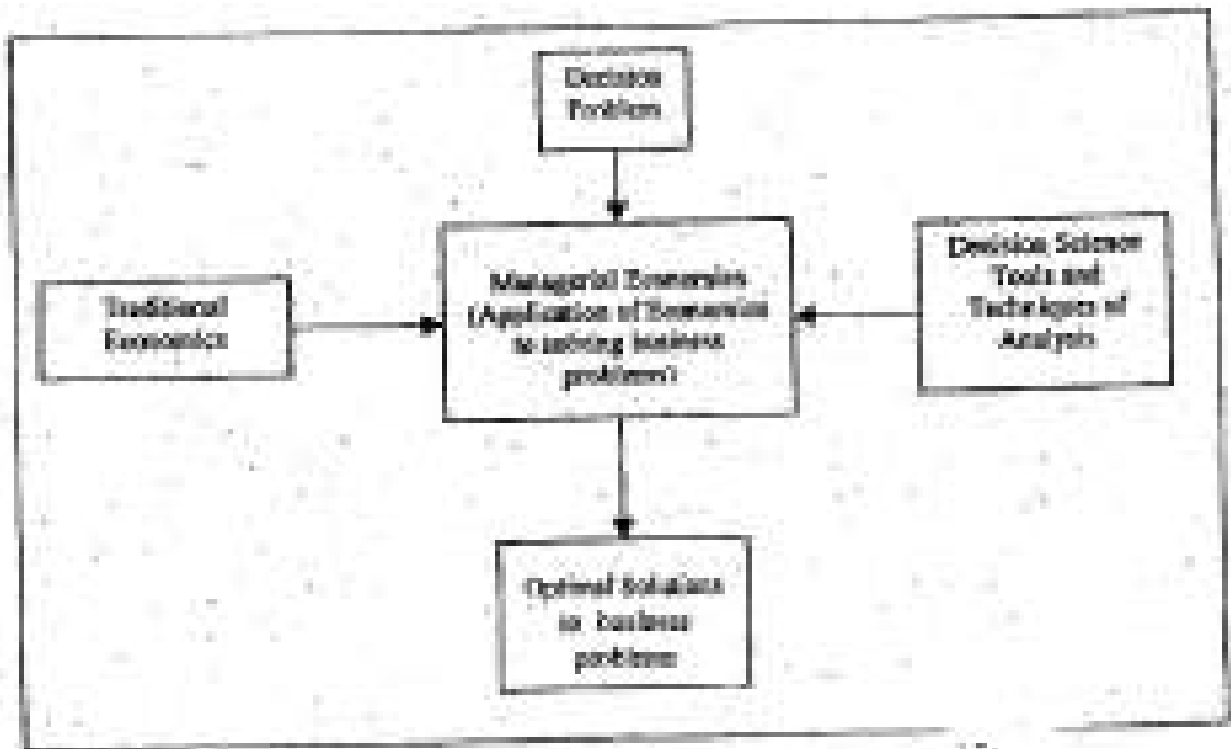 Decision
Problem
Traditional
Economics
Managerial Economics
(Application of Economics
to solving business
problems)
Decision Science
Tools and
Techniques of
Analysis
Optimal Solutions
to business
problems